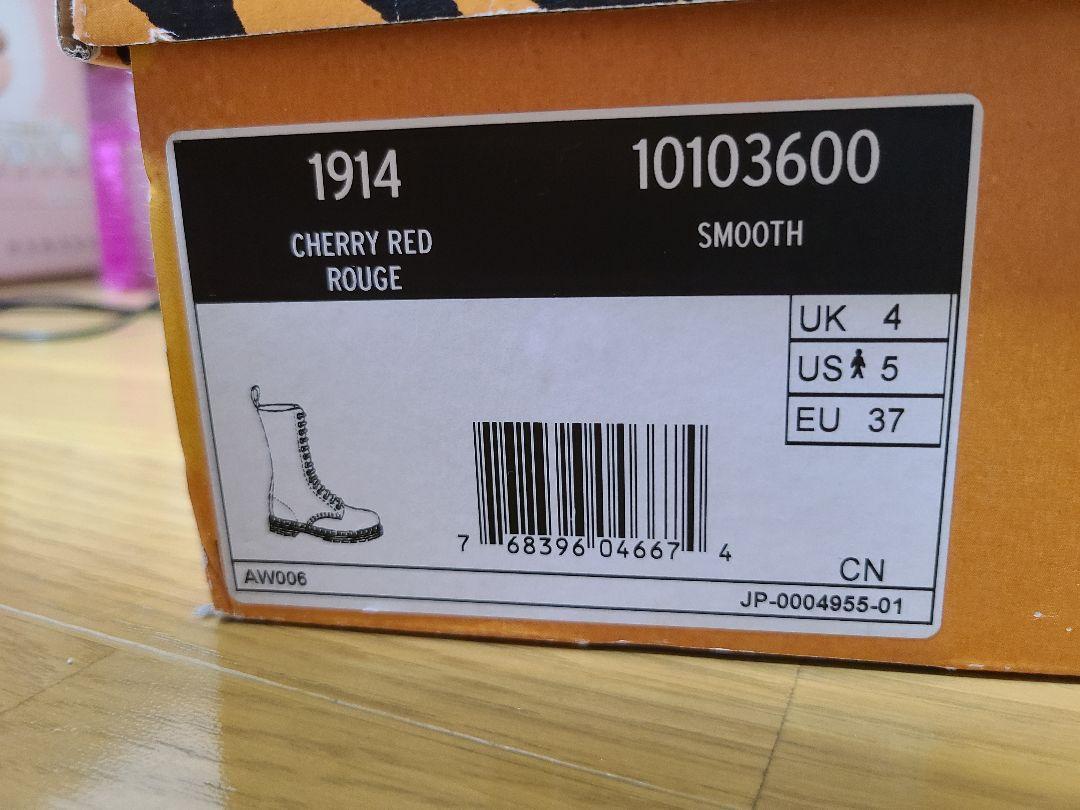 1914
10103600
CHERRY RED
ROUGE
SMOOTH
UK 4
US 5
EU 37
7 68396 04667 4
CN
AW006
JP-0004955-01